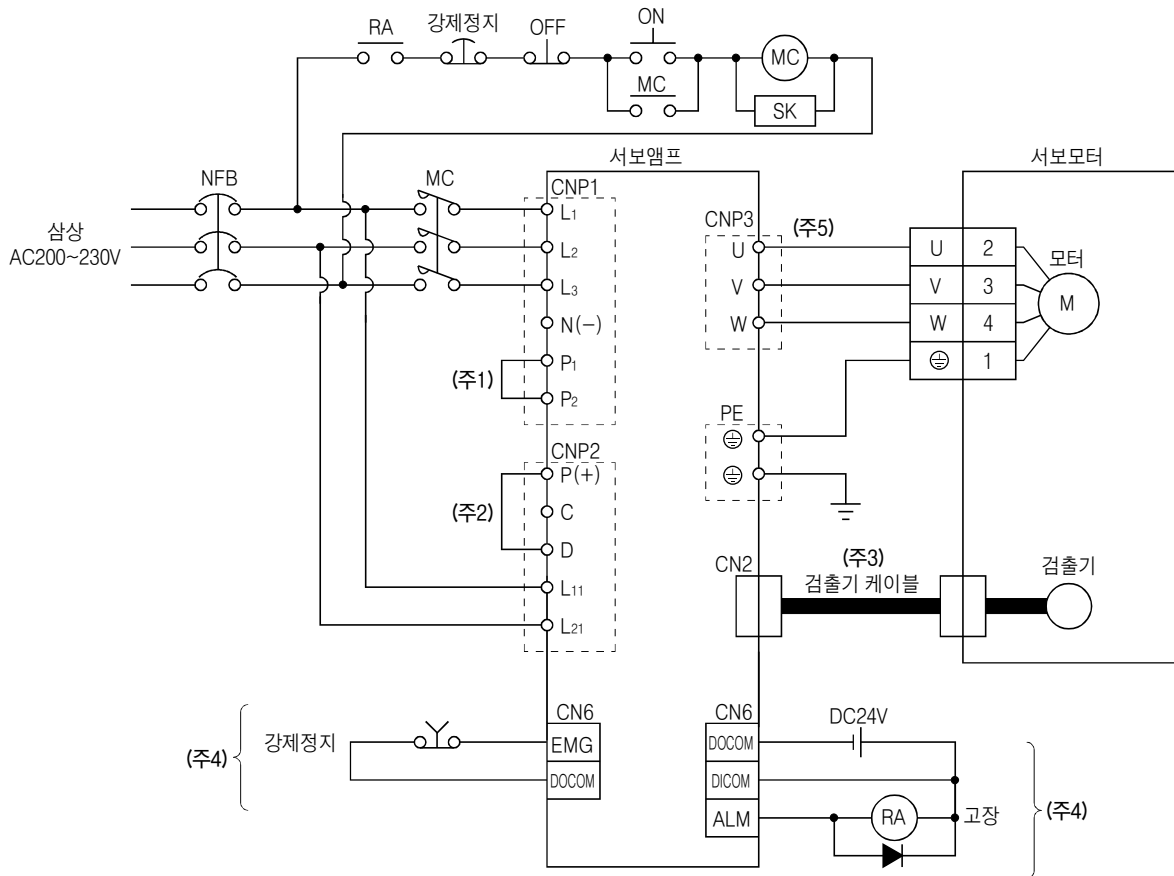 RA
강제정지
OFF
ON
MC
MC
SK
서보앰프
서보모터
NFB
MC
삼상
AC200~230V
CNP1
L1
L2
L3
N(-)
P1
P2
(주1)
CNP2
P(+)
C
D
L11
L21
(주2)
CNP3
U
V
W
(주5)
U 2
V 3
W 4
1
모터
M
PE
CN2
(주3)
검출기 케이블
검출기
(주4)
강제정지
CN6
EMG
DOCOM
CN6
DOCOM
DICOM
ALM
DC24V
RA
고장
(주4)